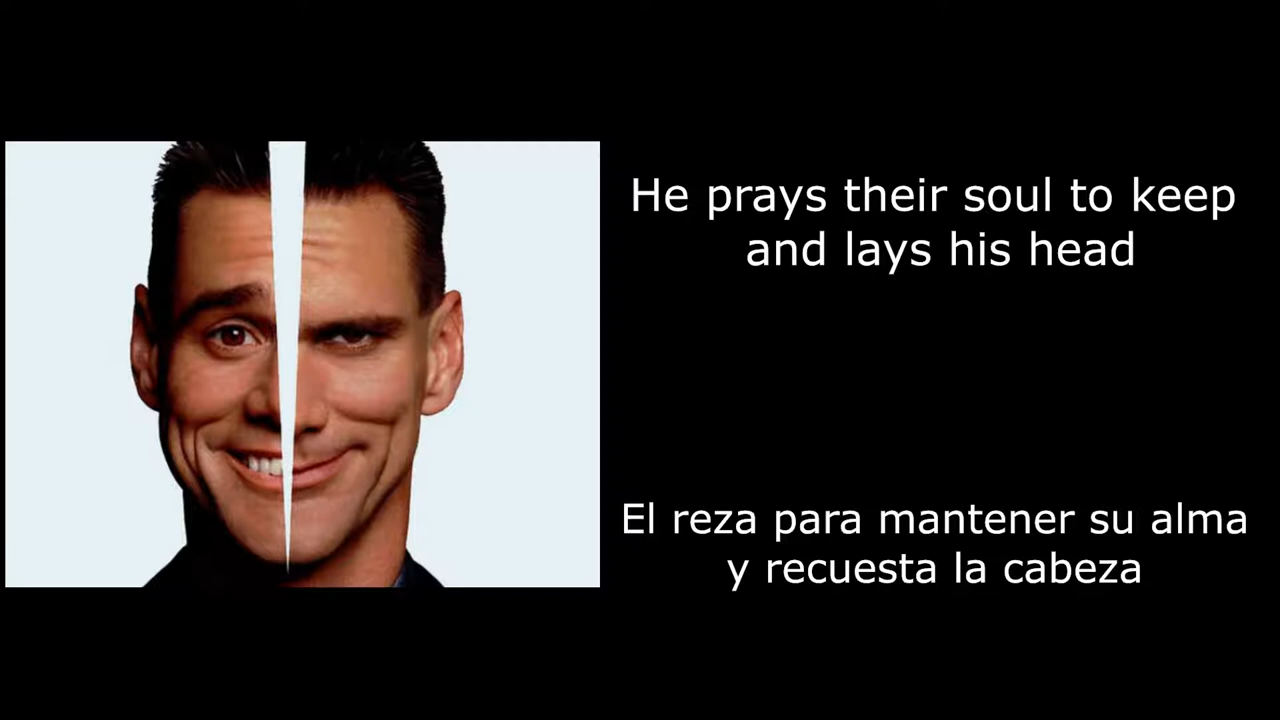 He prays their soul to keep
and lays his head
El reza para mantener su alma
y recuesta la cabeza